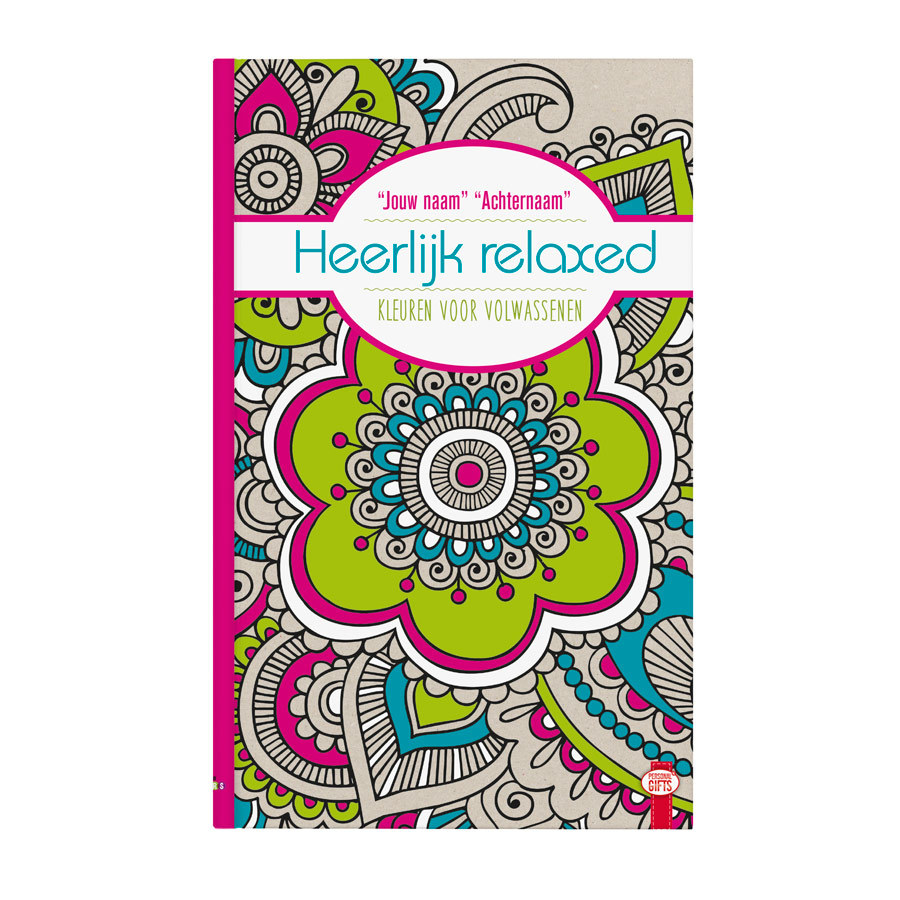 “Jouw naam” “Achternaam”
Heerlijk relaxed
KLEUREN VOOR VOLWASSENEN
PERSONAL
GIFTS